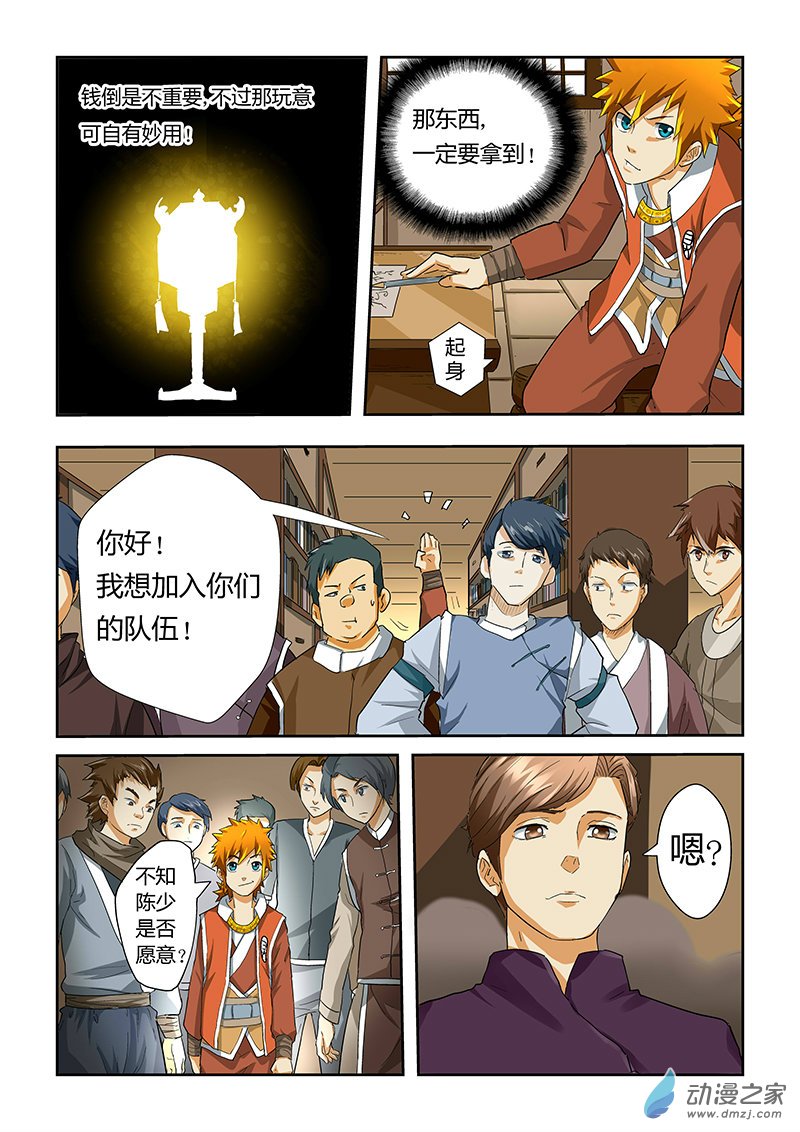 钱倒是不重要,不过那玩意
可自有妙用!
那东西,
一定要拿到!
起
身
你好!
我想加入你们
的队伍!
不知
陈少
是否
愿意?
嗯?
动漫之家
www.dmzj.com